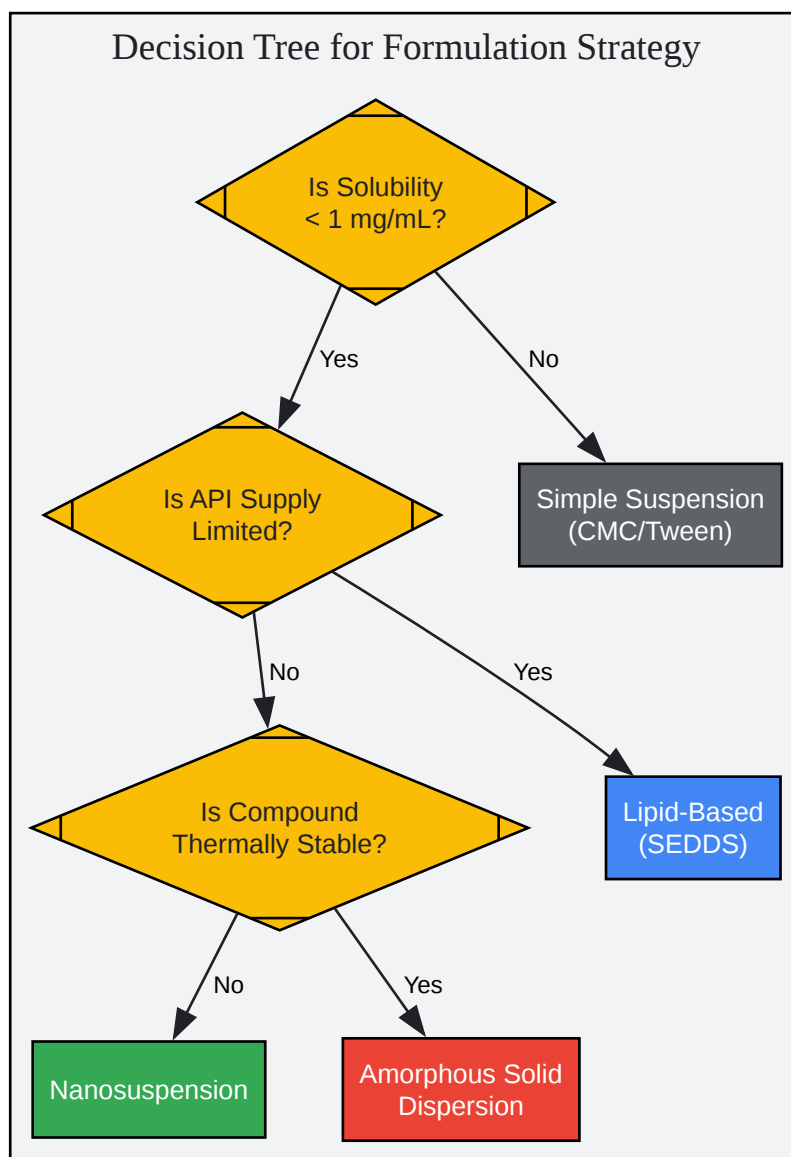 Decision Tree for Formulation Strategy
Is Solubility
< 1 mg/mL?
Yes
No
Is API Supply
Limited?
Simple Suspension
(CMC/Tween)
No
Yes
Is Compound
Thermally Stable?
Lipid-Based
(SEDDS)
No
Yes
Nanosuspension
Amorphous Solid
Dispersion